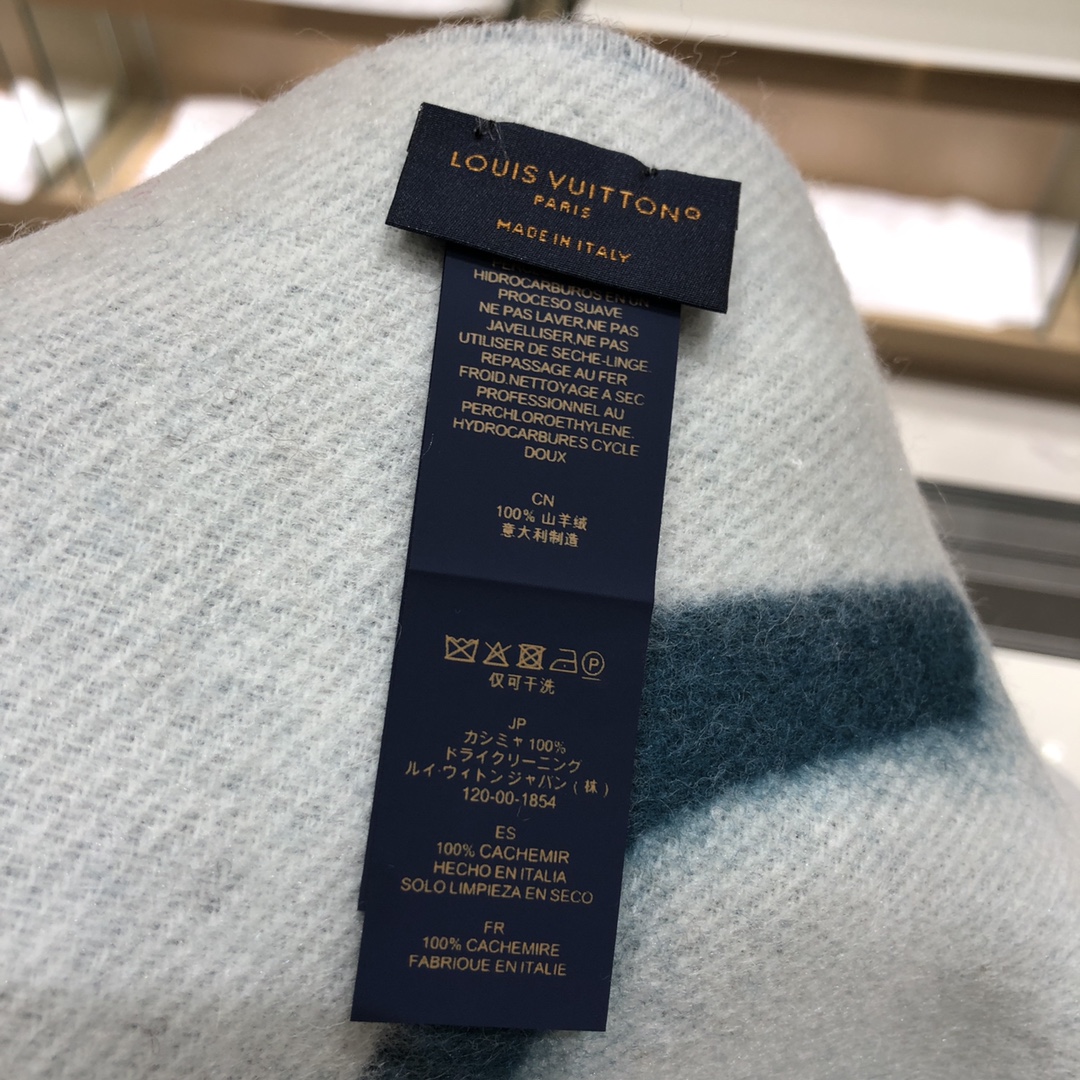 LOUIS VUITTON
PARIS
MADE IN ITALY
HIDROCARBUROS EN UN
PROCESO SUAVE
NE PAS LAVER,NE PAS
JAVELLISER,NE PAS
UTILISER DE SECHE-LINGE.
REPASSAGE AU FER
FROID.NETTOYAGE A SEC
PROFESSIONNEL AU
PERCHLOROETHYLENE.
HYDROCARBURES CYCLE
DOUX
CN
100% 山羊绒
意大利制造
P
仅可干洗
JP
カシミヤ 100%
ドライクリーニング
ルイ·ウィトンジャパン（株）
120-00-1854
ES
100% CACHEMIR
HECHO EN ITALIA
SOLO LIMPIEZA EN SECO
FR
100% CACHEMIRE
FABRIQUE EN ITALIE